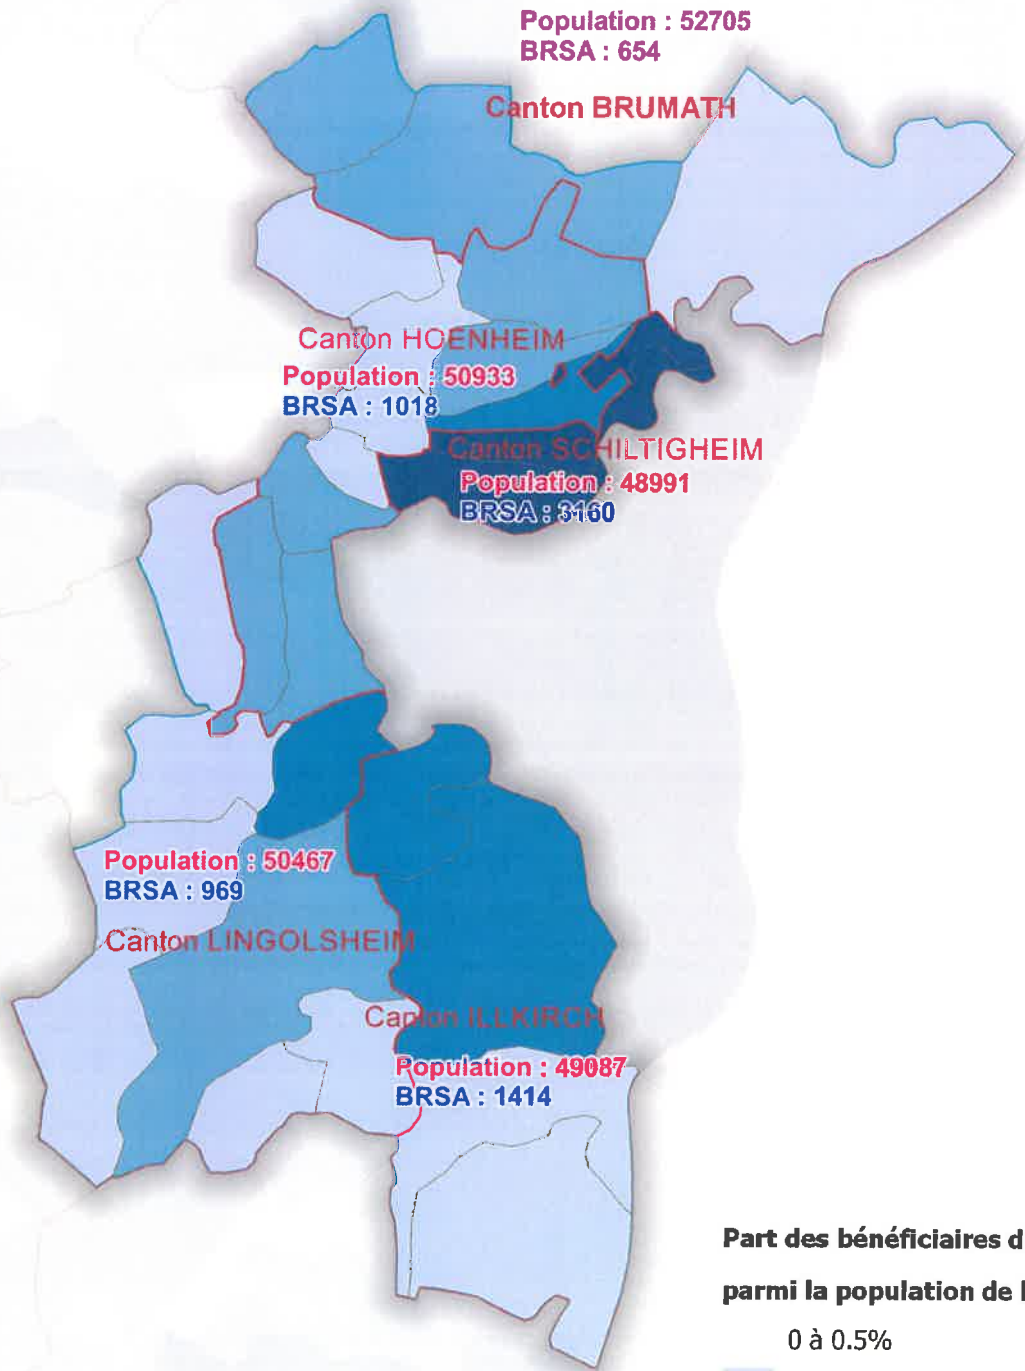 Population : 52705
BRSA : 654
Canton BRUMATH
Canton HOENHEIM
Population : 50933
BRSA : 1018
Canton SCHILTIGHEIM
Population : 48991
BRSA : 3160
Population : 50467
BRSA : 969
Canton LINGOLSHEIM
Canton ILLKIRCH
Population : 49087
BRSA : 1414
Part des bénéficiaires d
parmi la population de l
0 à 0.5%